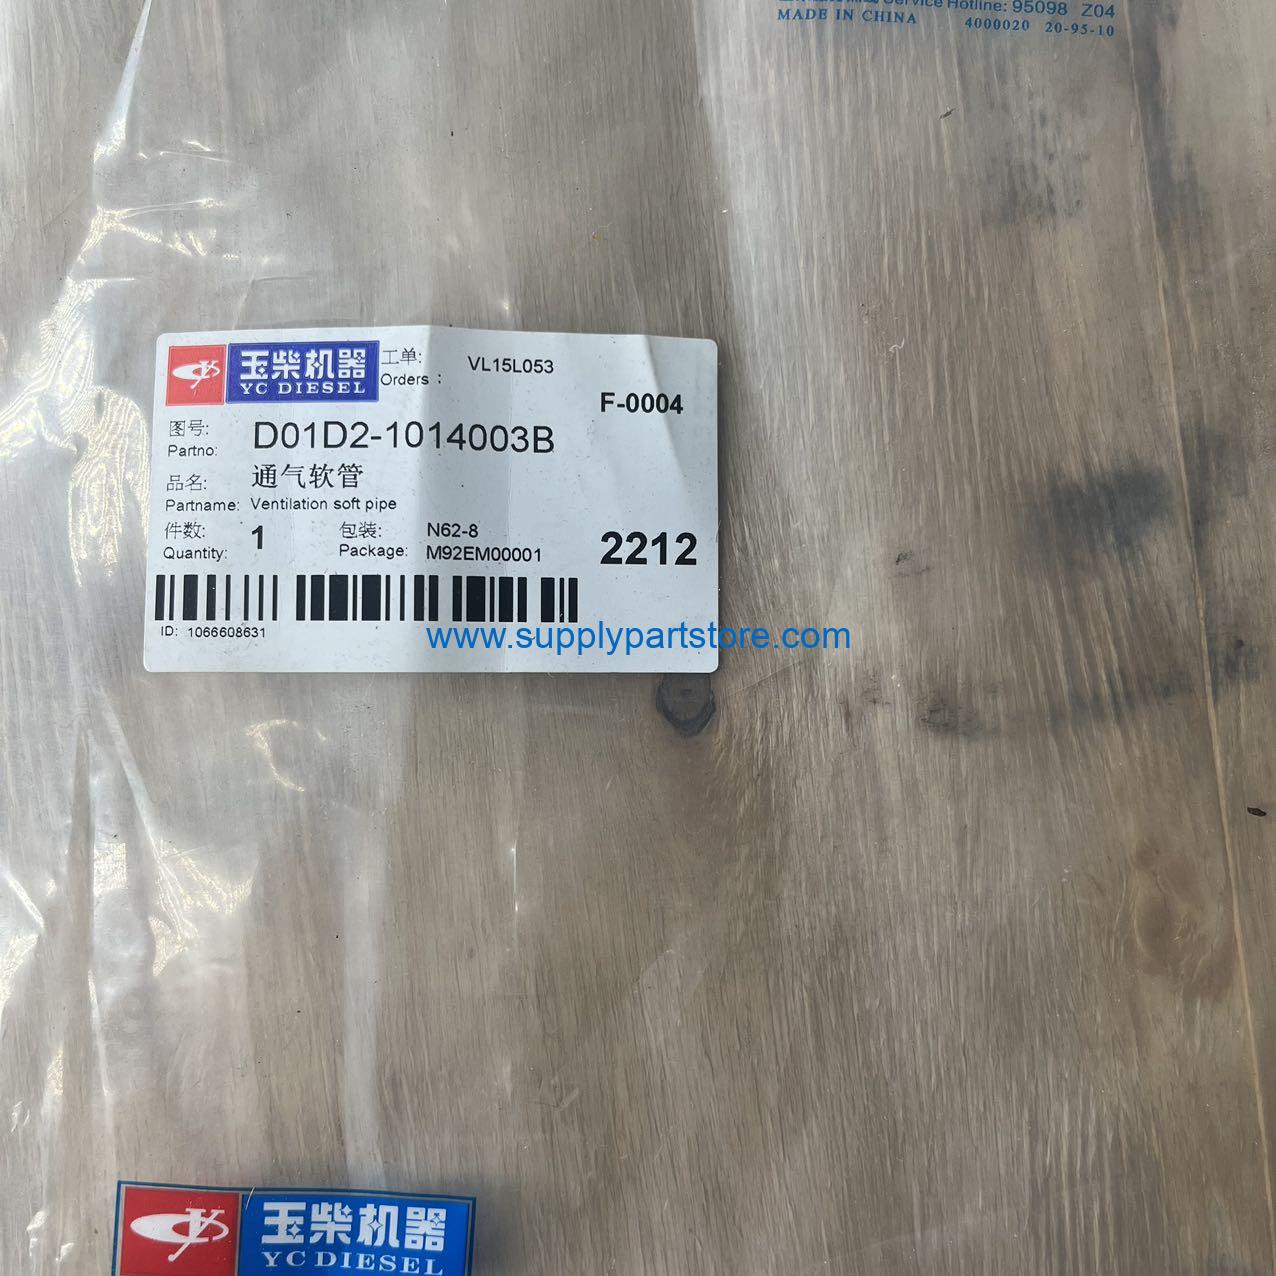 Service Hotline: 95098 Z04
MADE IN CHINA 4000020 20-95-10
玉柴机器
YC DIESEL
工单: VL15L053
Orders :
F-0004
图号:
Partno: D01D2-1014003B
品名: 通气软管
Partname: Ventilation soft pipe
件数: 1 包装: N62-8
Quantity: Package: M92EM00001
2212
ID: 1066608631
www.supplypartstore.com
玉柴机器
YC DIESEL